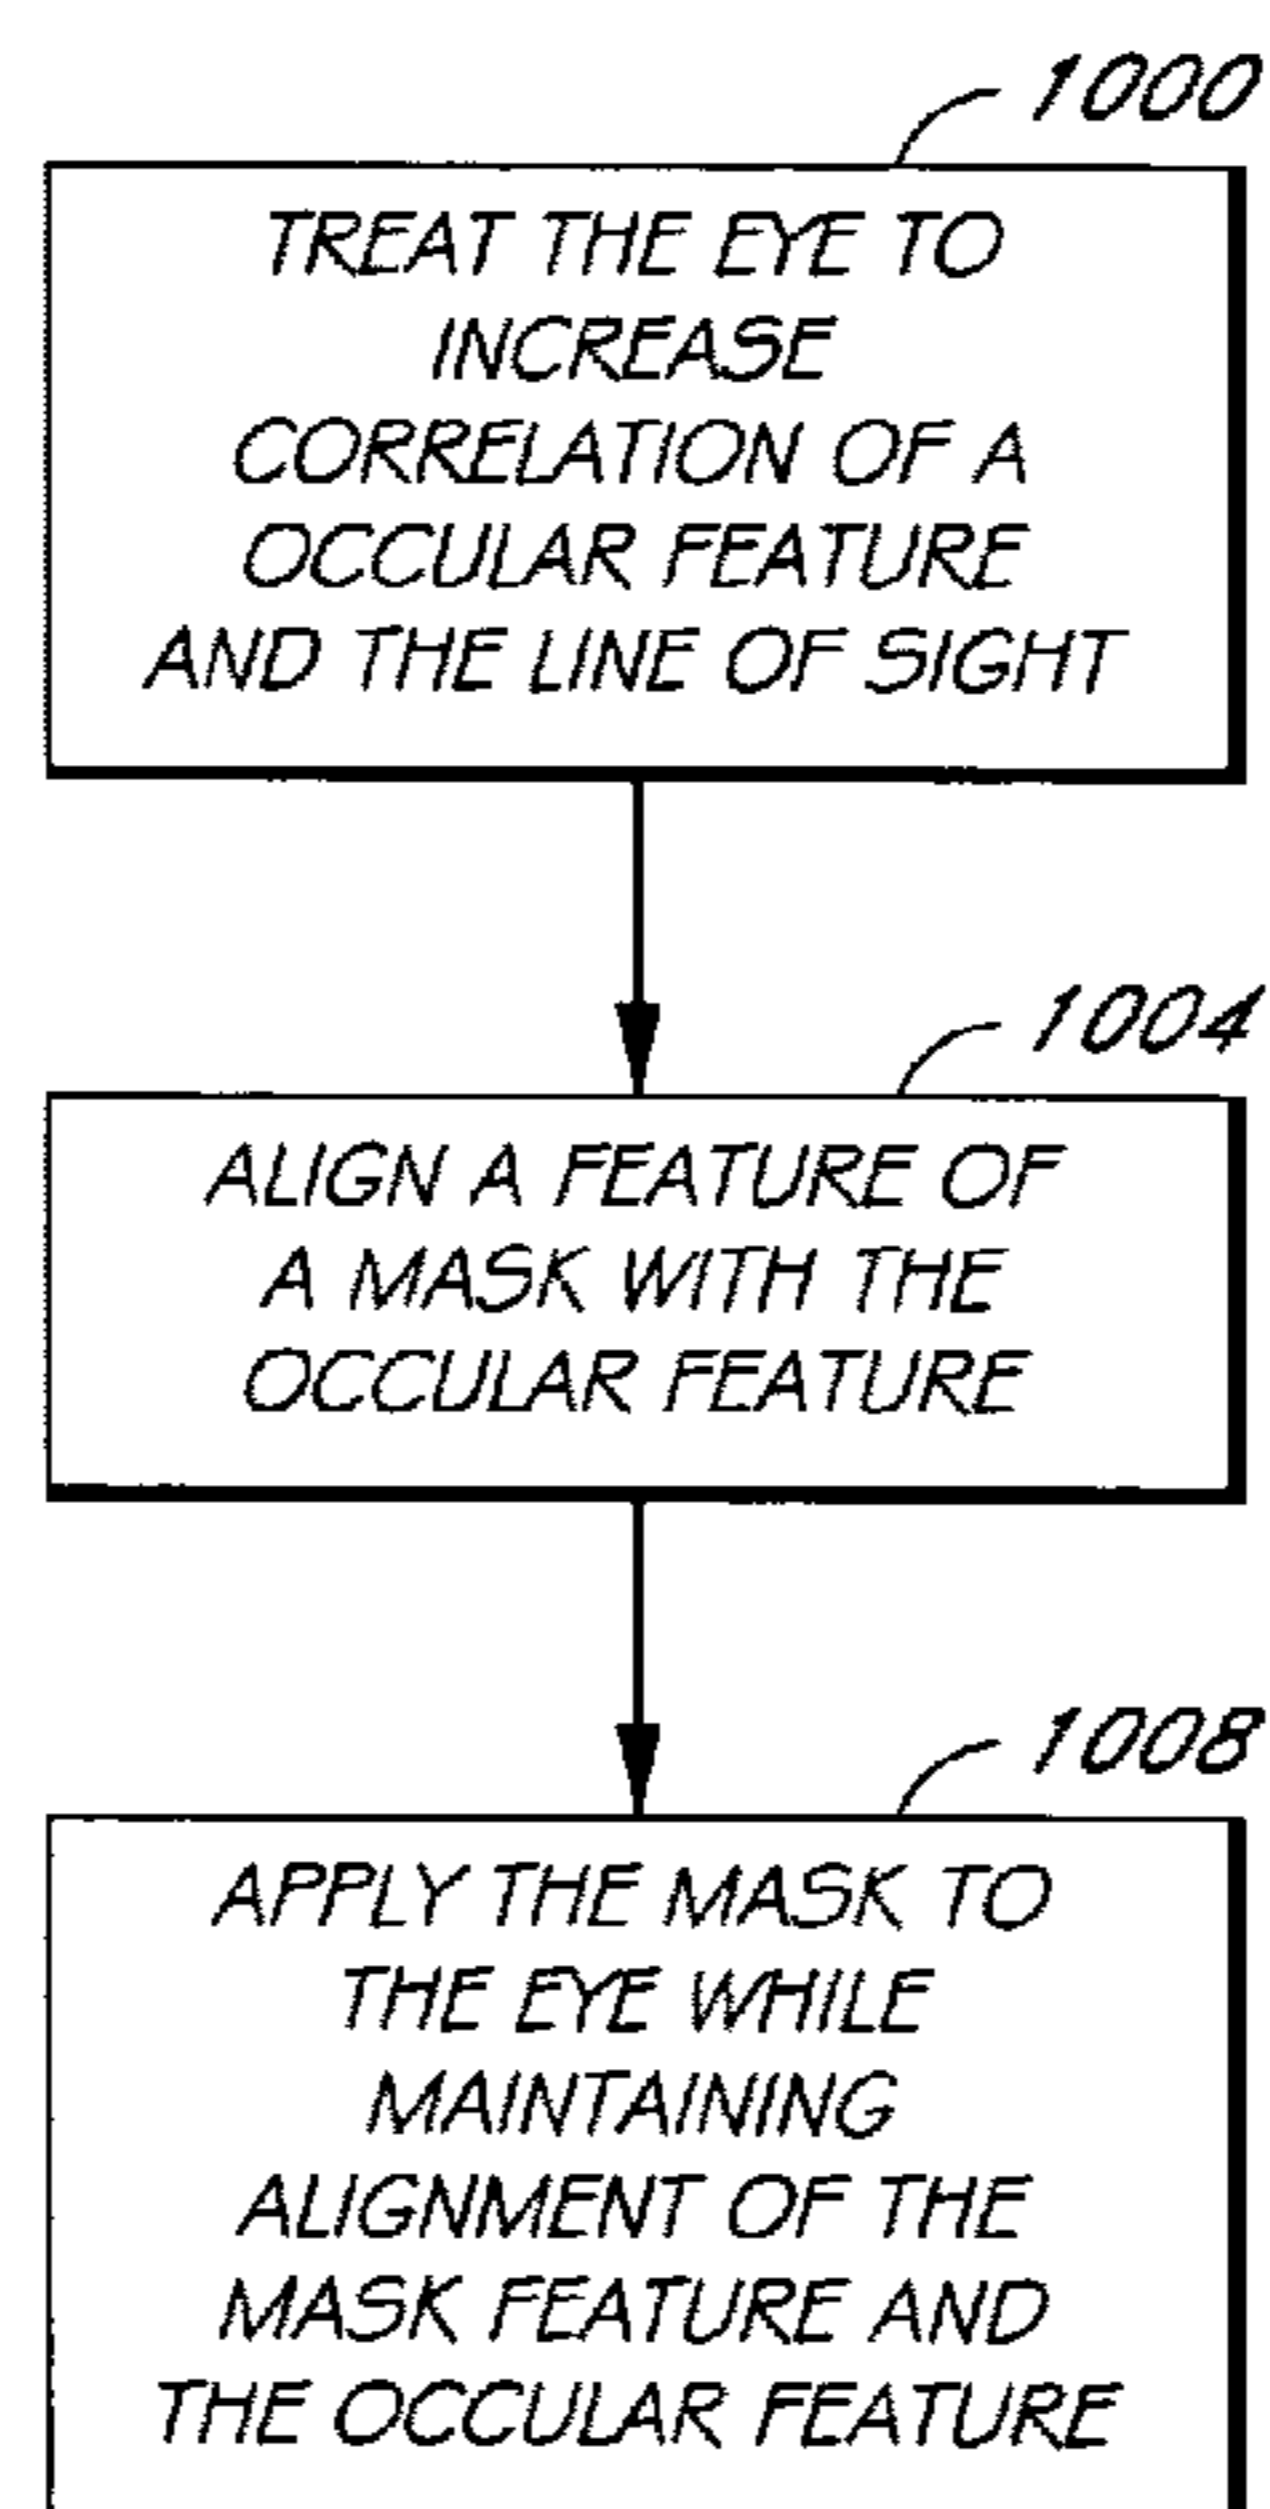 1000
TREAT THE EYE TO
INCREASE
CORRELATION OF A
OCCULAR FEATURE
AND THE LINE OF SIGHT
1004
ALIGN A FEATURE OF
A MASK WITH THE
OCCULAR FEATURE
1008
APPLY THE MASK TO
THE EYE WHILE
MAINTAINING
ALIGNMENT OF THE
MASK FEATURE AND
THE OCCULAR FEATURE